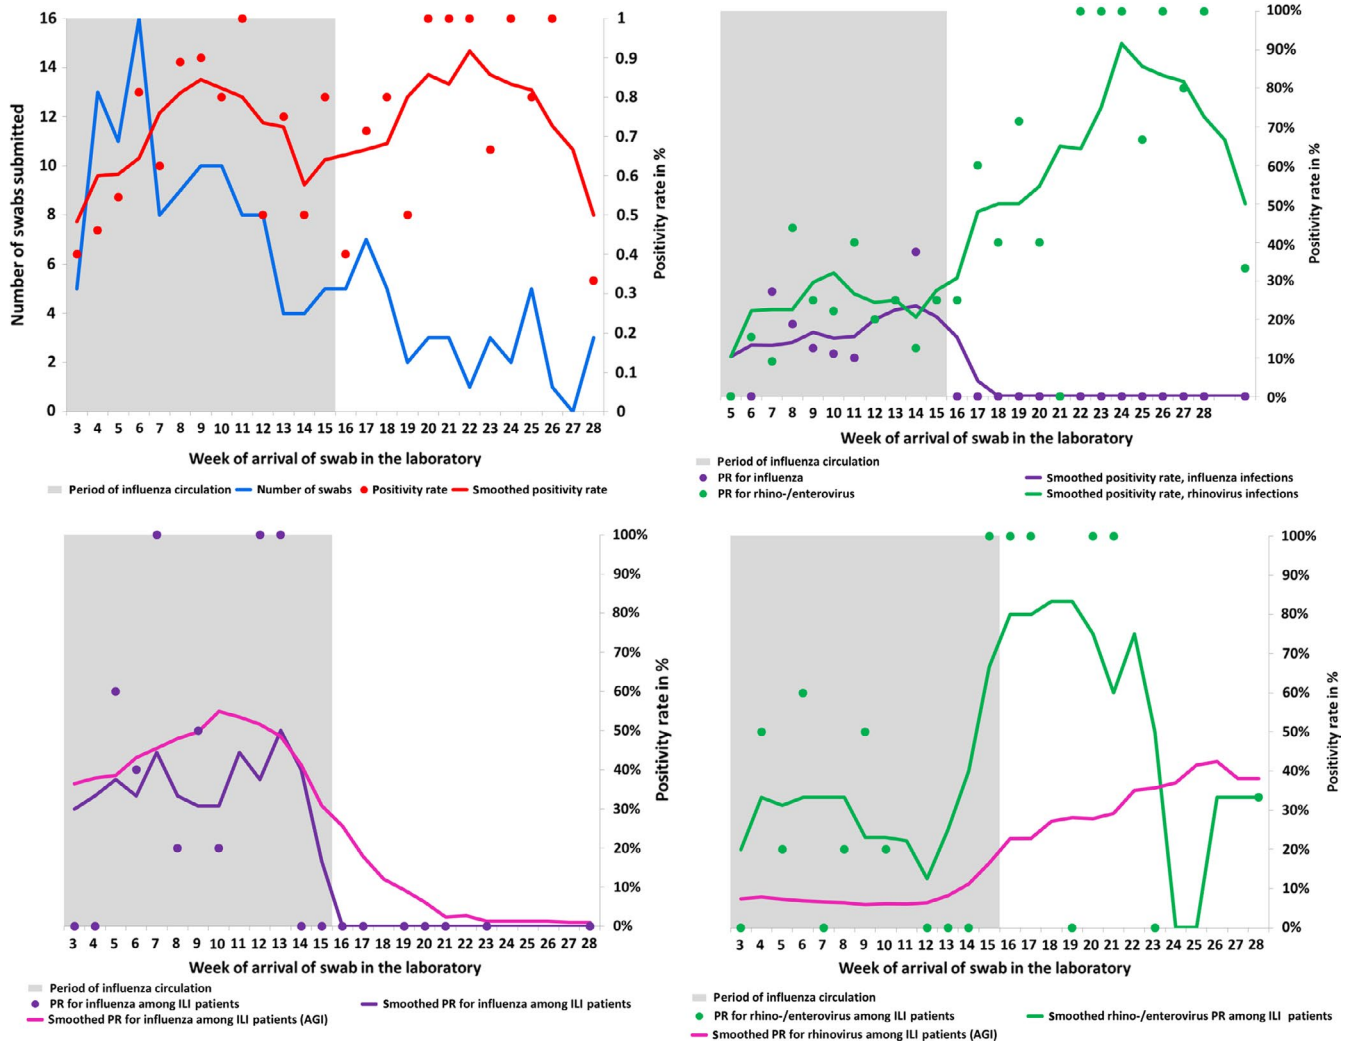 16
14
12
10
8
6
4
2
0
Number of swabs submitted
1
0.9
0.8
0.7
0.6
0.5
0.4
0.3
0.2
0.1
0
Positivity rate in %
3 4 5 6 7 8 9 10 11 12 13 14 15 16 17 18 19 20 21 22 23 24 25 26 27 28
Week of arrival of swab in the laboratory
Period of influenza circulation Number of swabs Positivity rate Smoothed positivity rate
100%
90%
80%
70%
60%
50%
40%
30%
20%
10%
0%
Positivity rate in %
5 6 7 8 9 10 11 12 13 14 15 16 17 18 19 20 21 22 23 24 25 26 27 28
Week of arrival of swab in the laboratory
Period of influenza circulation
PR for influenza Smoothed positivity rate, influenza infections
PR for rhino-/enterovirus Smoothed positivity rate, rhinovirus infections
100%
90%
80%
70%
60%
50%
40%
30%
20%
10%
0%
Positivity rate in %
3 4 5 6 7 8 9 10 11 12 13 14 15 16 17 18 19 20 21 22 23 24 25 26 27 28
Week of arrival of swab in the laboratory
Period of influenza circulation
PR for influenza among ILI patients Smoothed PR for influenza among ILI patients
Smoothed PR for influenza among ILI patients (AGI)
100%
90%
80%
70%
60%
50%
40%
30%
20%
10%
0%
Positivity rate in %
3 4 5 6 7 8 9 10 11 12 13 14 15 16 17 18 19 20 21 22 23 24 25 26 27 28
Week of arrival of swab in the laboratory
Period of influenza circulation
PR for rhino-/enterovirus among ILI patients Smoothed rhino-/enterovirus PR among ILI patients
Smoothed PR for rhinovirus among ILI patients (AGI)